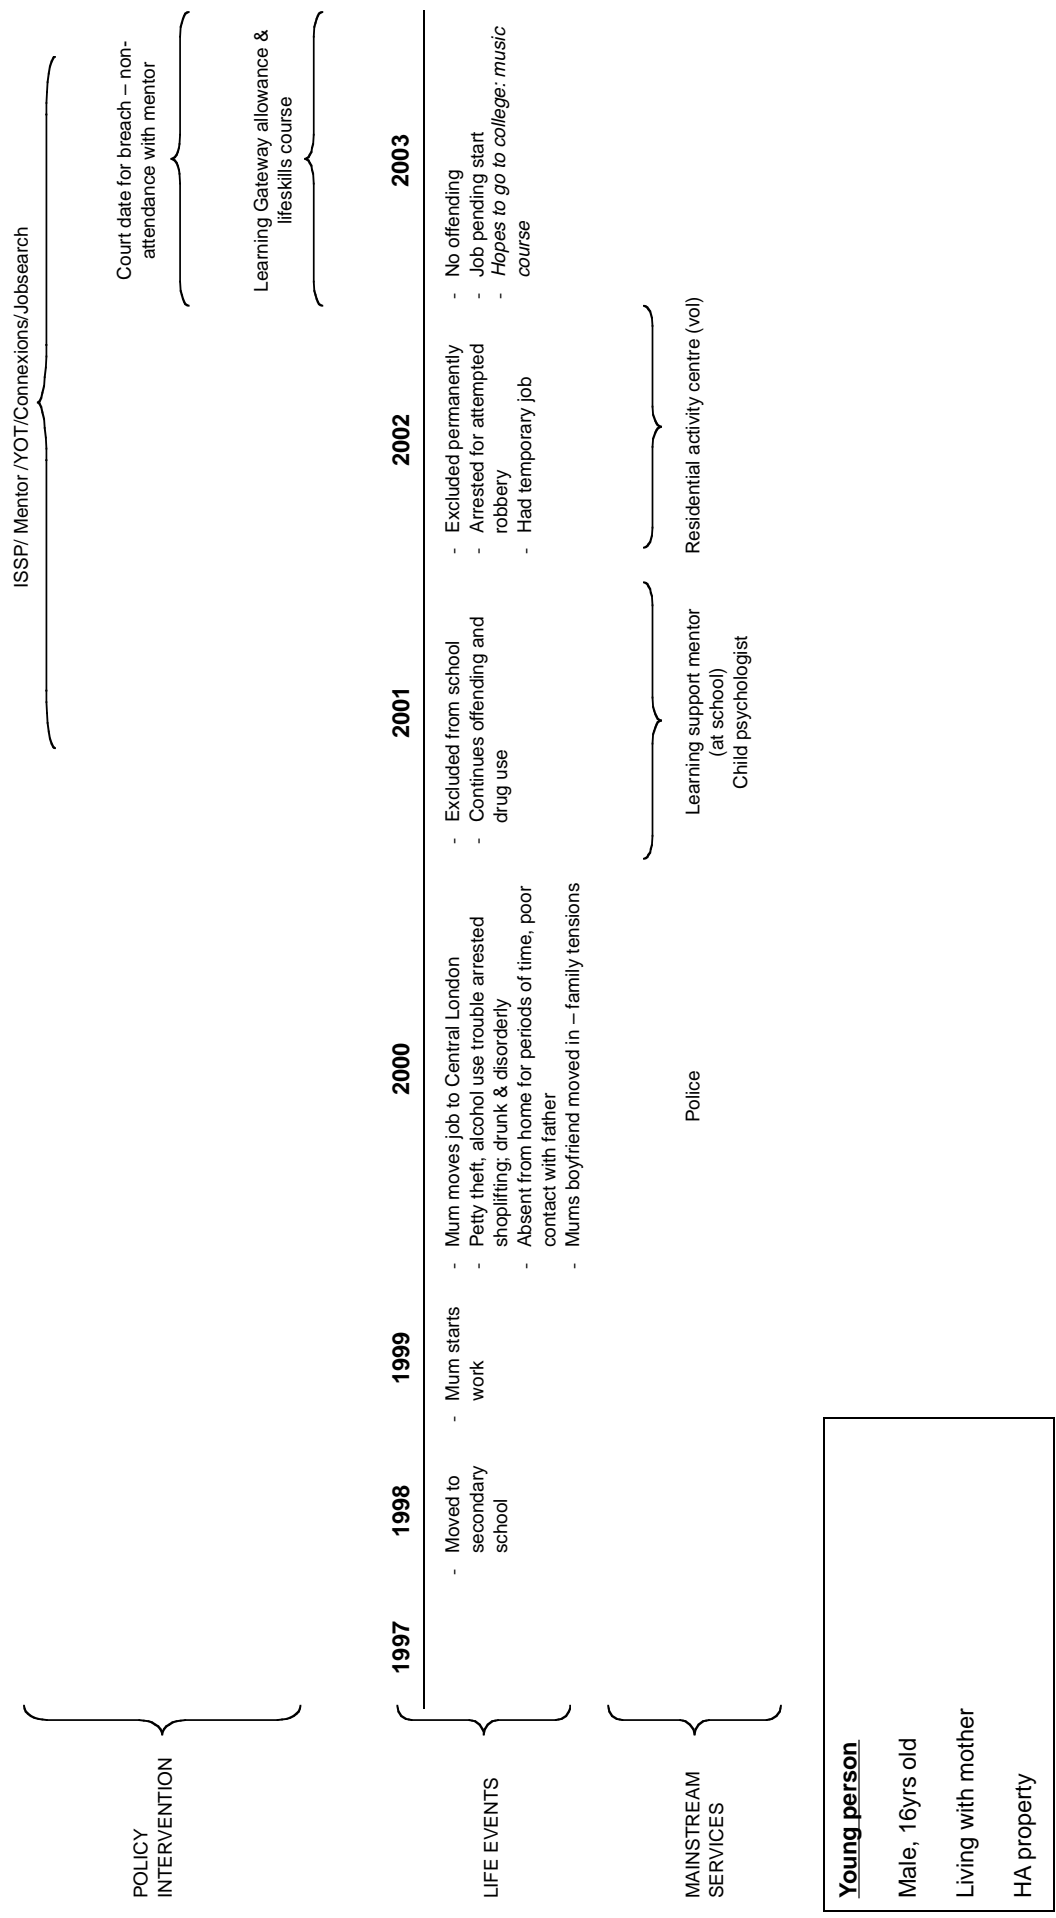 ISSP/ Mentor /YOT/Connexions/Jobsearch
Court date for breach – non-
attendance with mentor
Learning Gateway allowance &
lifeskills course
POLICY
INTERVENTION
1997
1998
1999
2000
2001
2002
2003
LIFE EVENTS
- Moved to
secondary
school
- Mum starts
work
- Mum moves job to Central London
- Petty theft, alcohol use trouble arrested
shoplifting; drunk & disorderly
- Absent from home for periods of time, poor
contact with father
- Mums boyfriend moved in – family tensions
- Excluded from school
- Continues offending and
drug use
- Excluded permanently
- Arrested for attempted
robbery
- Had temporary job
- No offending
- Job pending start
- Hopes to go to college: music
course
MAINSTREAM
SERVICES
Police
Learning support mentor
(at school)
Child psychologist
Residential activity centre (vol)
Young person
Male, 16yrs old
Living with mother
HA property